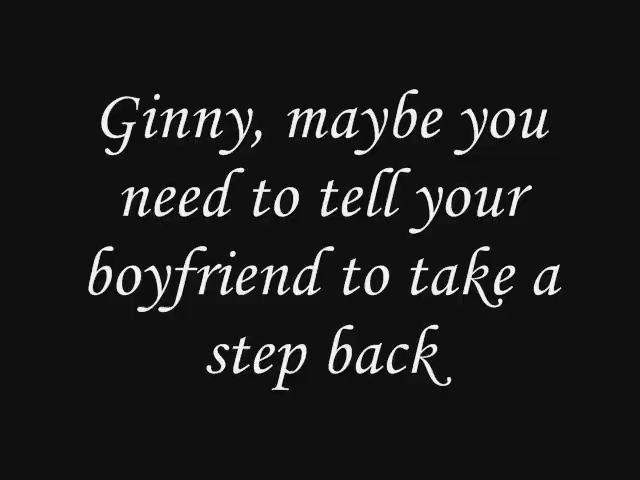 Ginny, maybe you
need to tell your
boyfriend to take a
step back